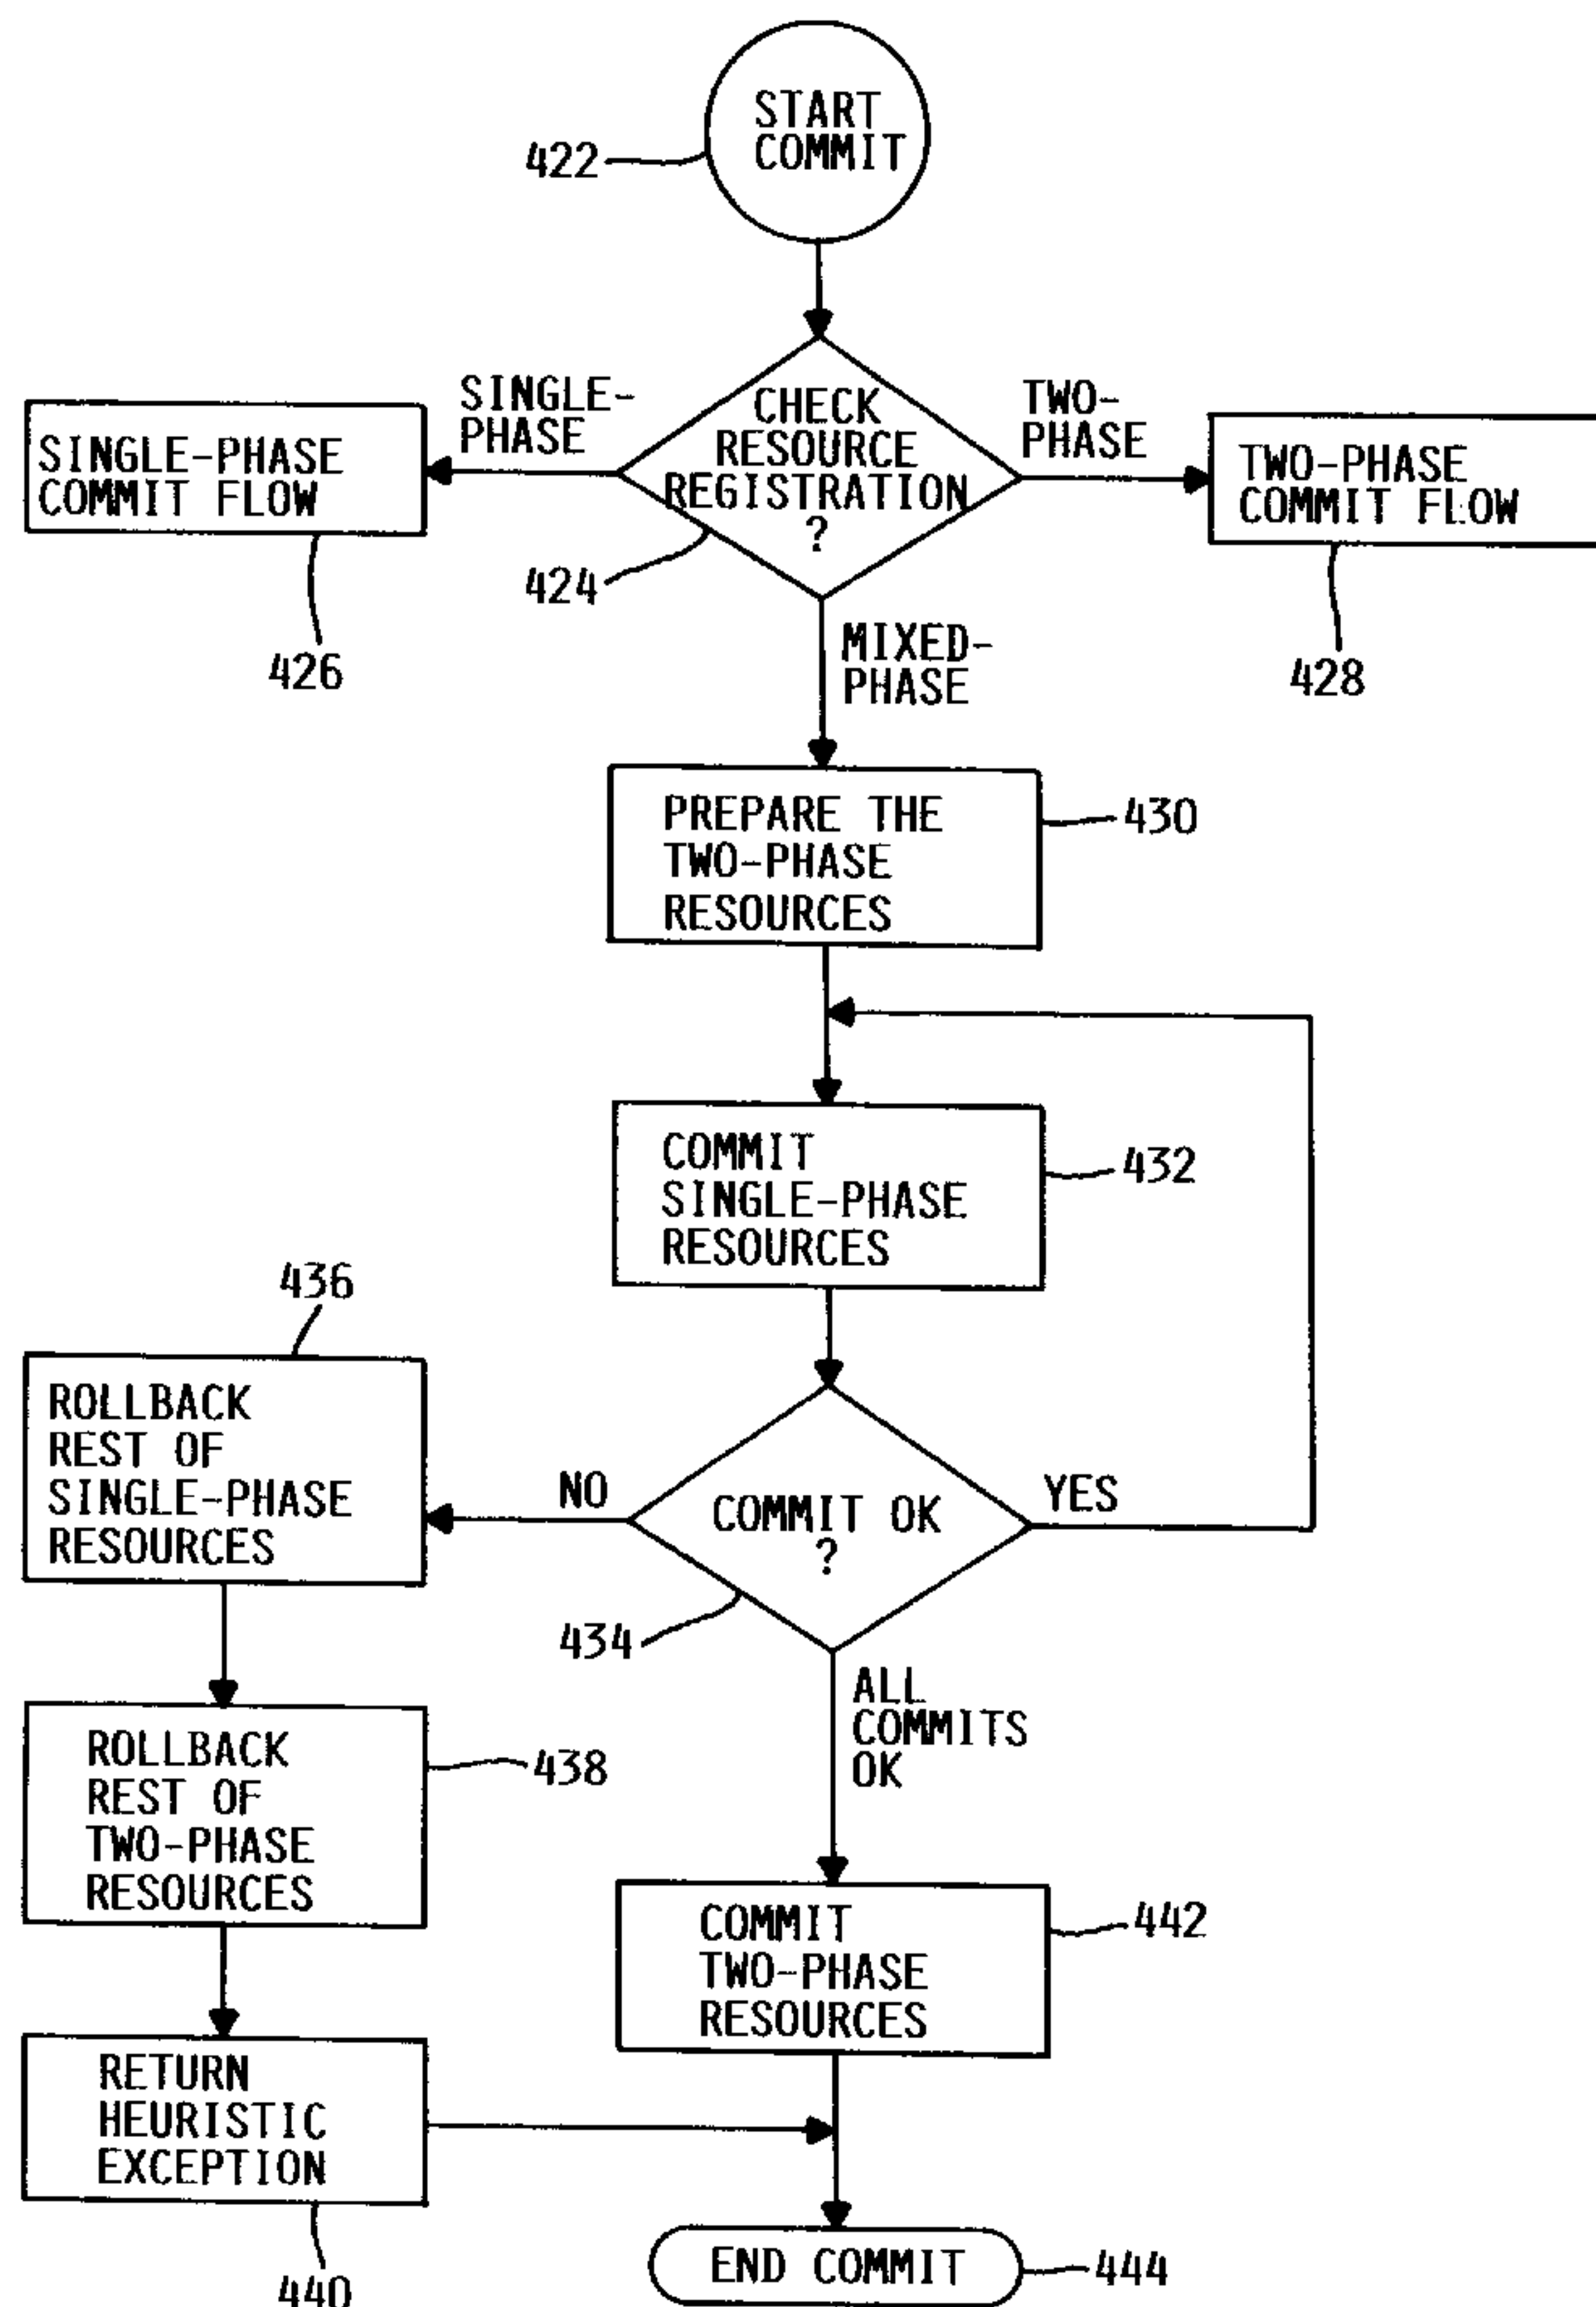 START
COMMIT
422
SINGLE-
PHASE
CHECK
RESOURCE
REGISTRATION
?
TWO-
PHASE
SINGLE-PHASE
COMMIT FLOW
TWO-PHASE
COMMIT FLOW
424
426
428
MIXED-
PHASE
PREPARE THE
TWO-PHASE
RESOURCES
430
COMMIT
SINGLE-PHASE
RESOURCES
432
436
ROLLBACK
REST OF
SINGLE-PHASE
RESOURCES
NO
COMMIT OK
?
YES
434
ALL
COMMITS
OK
ROLLBACK
REST OF
TWO-PHASE
RESOURCES
438
COMMIT
TWO-PHASE
RESOURCES
442
RETURN
HEURISTIC
EXCEPTION
440
END COMMIT
444